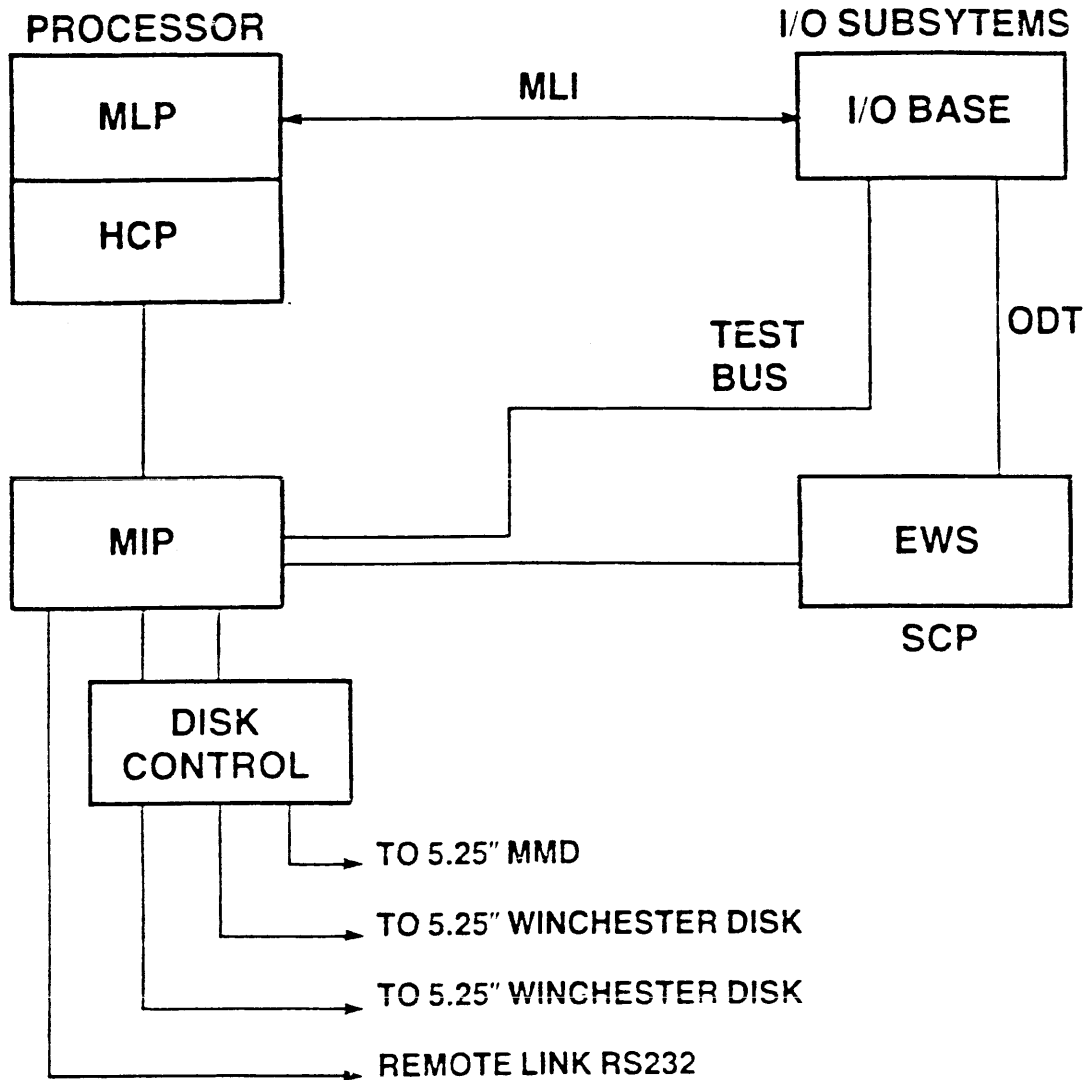 PROCESSOR
I/O SUBSYTEMS
MLP
MLI
I/O BASE
HCP
TEST
BUS
ODT
MIP
EWS
SCP
DISK
CONTROL
TO 5.25" MMD
TO 5.25" WINCHESTER DISK
TO 5.25" WINCHESTER DISK
REMOTE LINK RS232